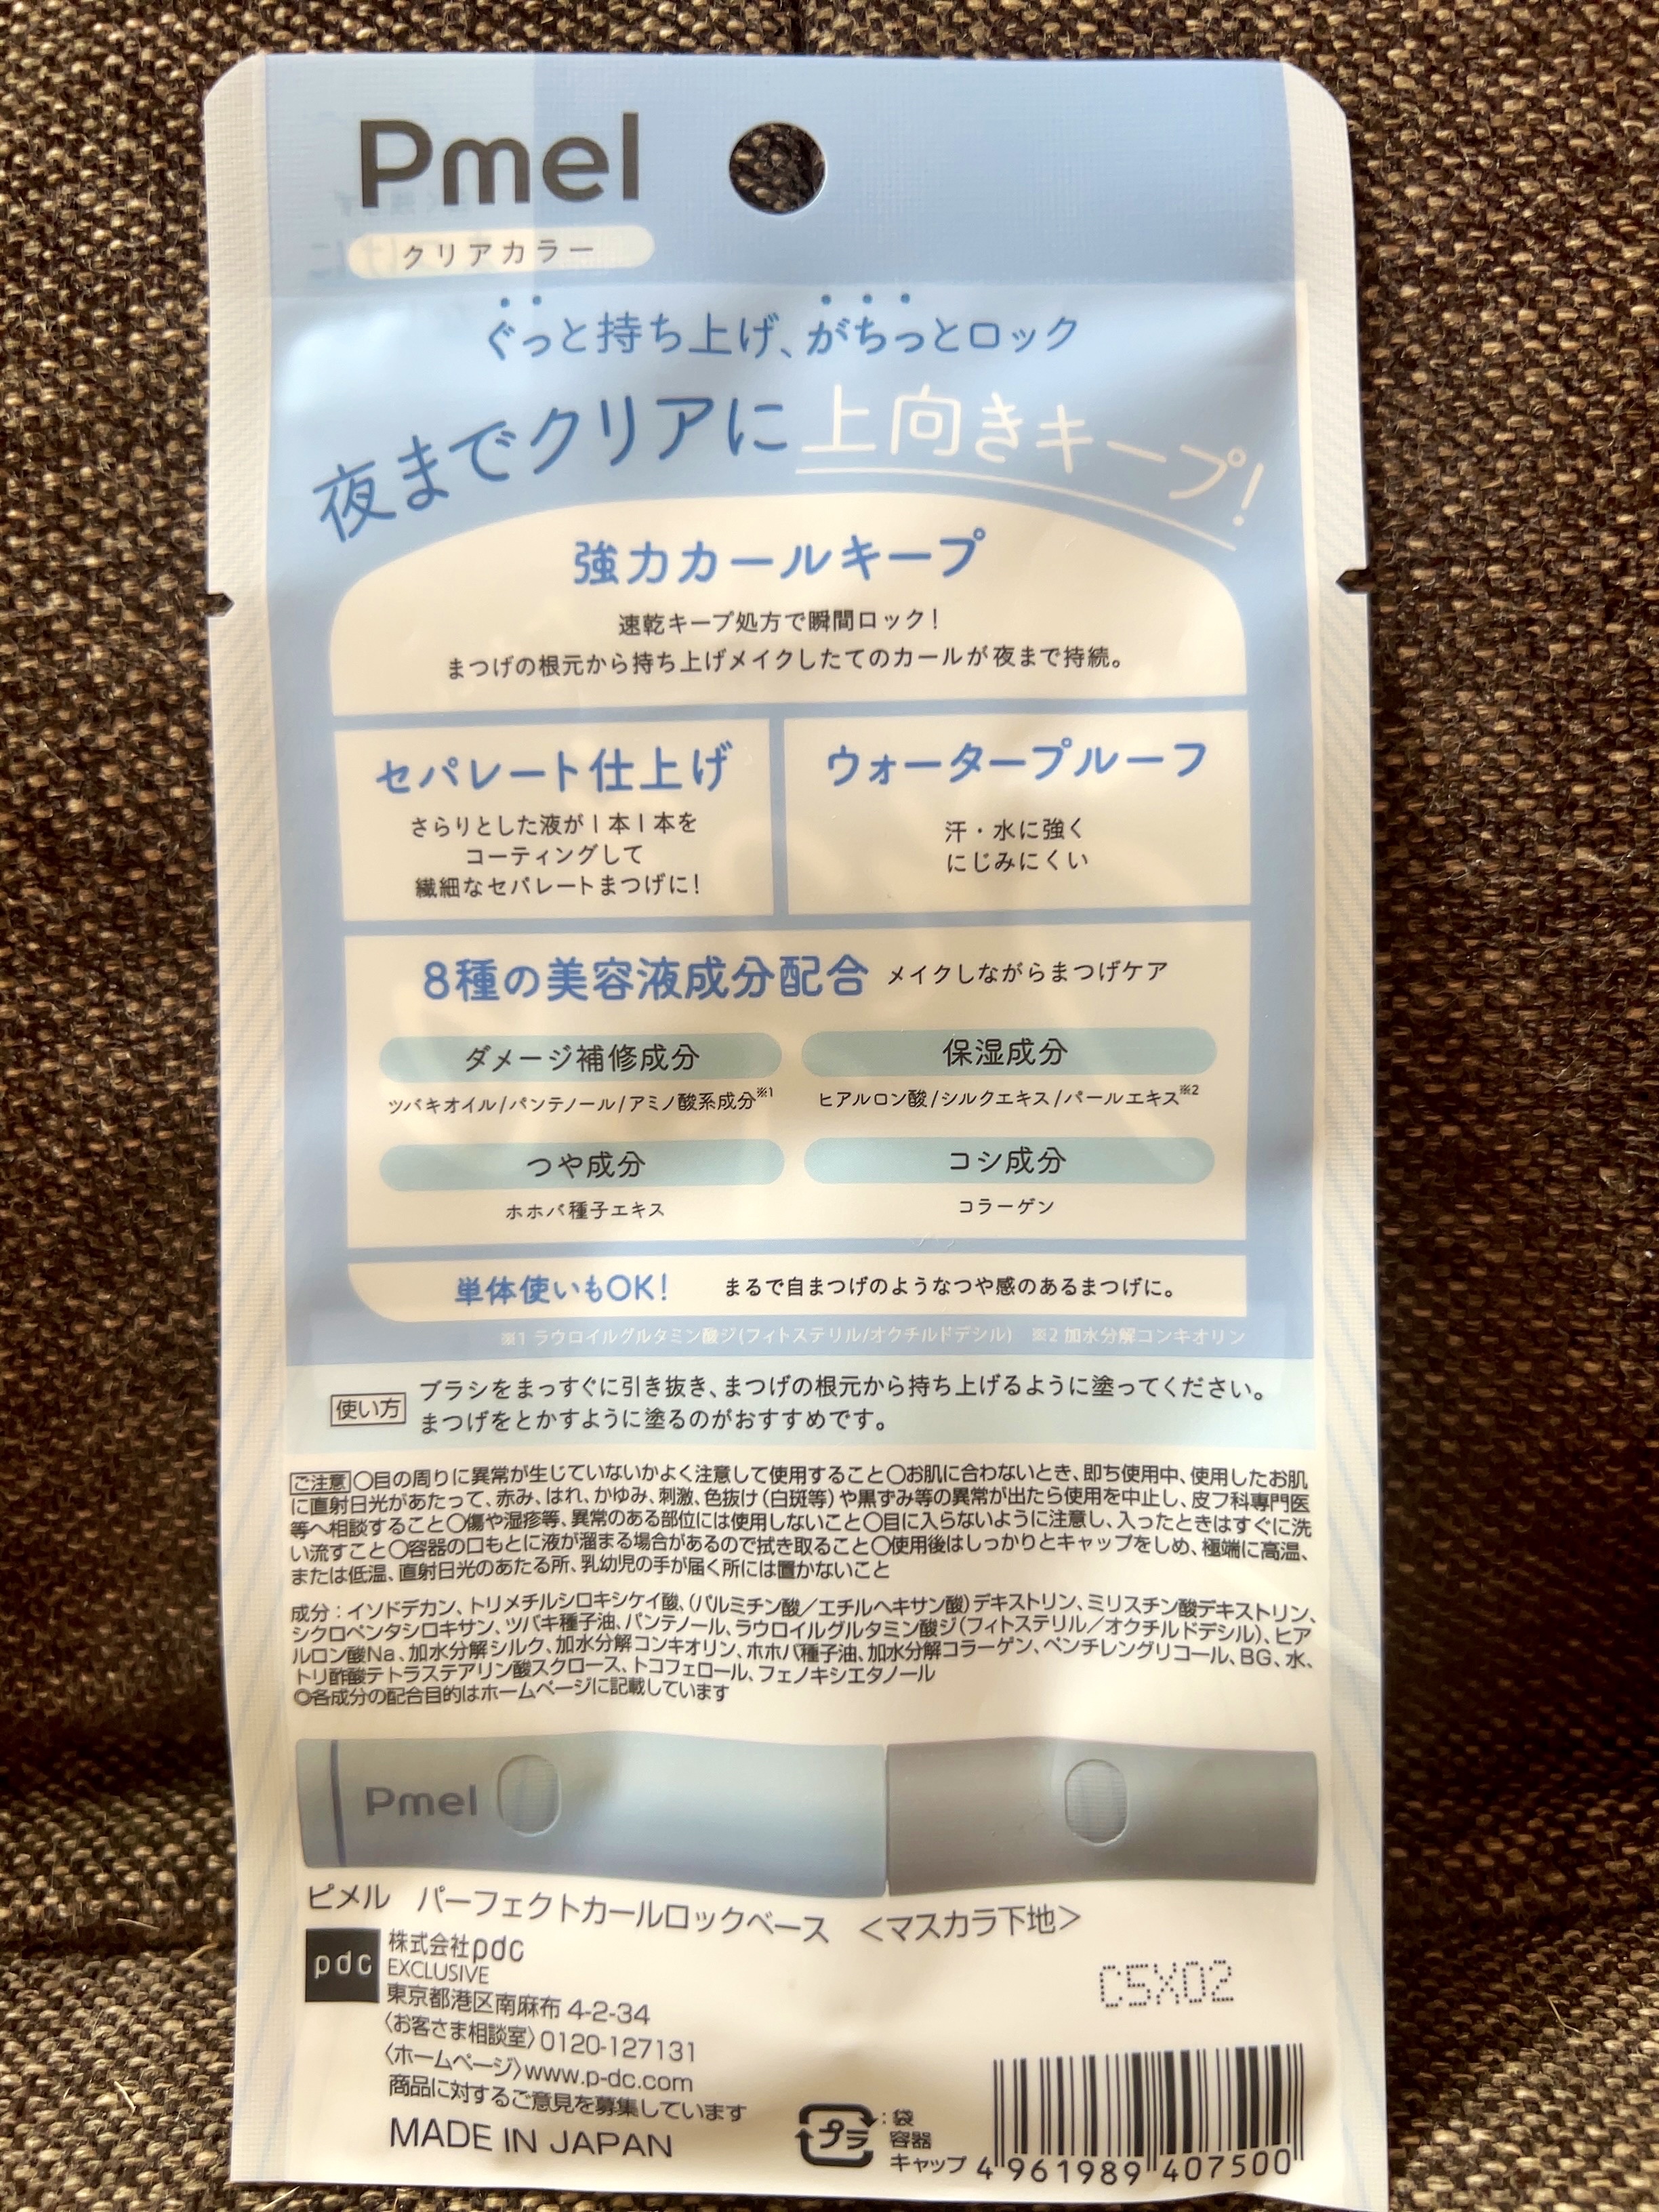 Pmel
クリアカラー
ぐっと持ち上げ、がちっとロック
夜までクリアに上向きキープ!
強力カールキープ
速乾キープ処方で瞬間ロック!
まつげの根元から持ち上げメイクしたてのカールが夜まで持続。
セパレート仕上げ
さらりとした液が1本1本を
コーティングして
繊細なセパレートまつげに!
ウォータープルーフ
汗・水に強く
にじみにくい
8種の美容液成分配合 メイクしながらまつげケア
ダメージ補修成分
ツバキオイル/パンテノール/アミノ酸系成分※1
保湿成分
ヒアルロン酸/シルクエキス/パールエキス※2
つや成分
ホホバ種子エキス
コシ成分
コラーゲン
単体使いもOK! まるで自まつげのようなつや感のあるまつげに。
※1 ラウロイルグルタミン酸ジ(フィトステリル/オクチルドデシル) ※2 加水分解コンキオリン
使い方 ブラシをまっすぐに引き抜き、まつげの根元から持ち上げるように塗ってください。
まつげをとかすように塗るのがおすすめです。
ご注意 〇目の周りに異常が生じていないかよく注意して使用すること〇お肌に合わないとき、即ち使用中、使用したお肌
に直射日光があたって、赤み、はれ、かゆみ、刺激、色抜け(白斑等)や黒ずみ等の異常が出たら使用を中止し、皮フ科専門医
等へ相談すること〇傷や湿疹等、異常のある部位には使用しないこと〇目に入らないように注意し、入ったときはすぐに洗
い流すこと〇容器の口もとに液が溜まる場合があるので拭き取ること〇使用後はしっかりとキャップをしめ、極端に高温、
または低温、直射日光のあたる所、乳幼児の手が届く所には置かないこと
成分:イソドデカン、トリメチルシロキシケイ酸、(パルミチン酸/エチルヘキサン酸)デキストリン、ミリスチン酸デキストリン、
シクロペンタシロキサン、ツバキ種子油、パンテノール、ラウロイルグルタミン酸ジ(フィトステリル/オクチルドデシル)、ヒア
ルロン酸Na、加水分解シルク、加水分解コンキオリン、ホホバ種子油、加水分解コラーゲン、ペンチレングリコール、BG、水、
トリ酢酸テトラステアリン酸スクロース、トコフェロール、フェノキシエタノール
◎各成分の配合目的はホームページに記載しています
Pmel
ピメル パーフェクトカールロックベース <マスカラ下地>
pdc
株式会社pdc
EXCLUSIVE
東京都港区南麻布 4-2-34
〈お客さま相談室〉0120-127131
〈ホームページ〉www.p-dc.com
商品に対するご意見を募集しています
MADE IN JAPAN
C5X02
プラ
:袋
容器
キャップ
4 961989 407500